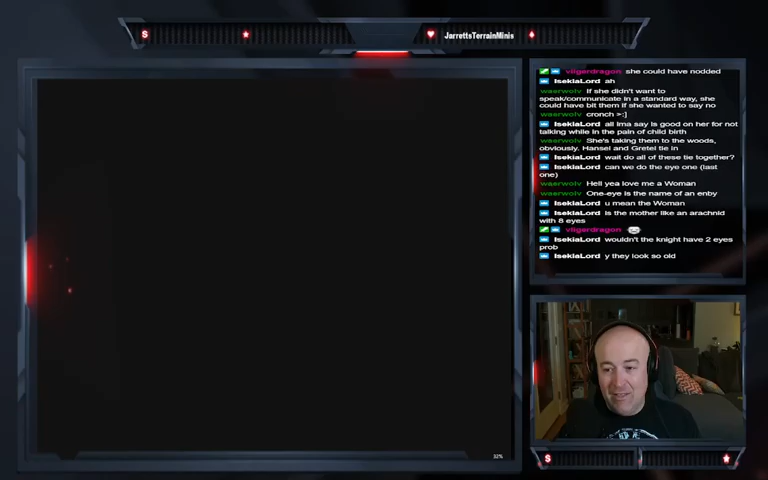 JarrettsTerrainMinis
viigerdragon she could have nodded
IsekiaLord ah
waerwolv If she didn't want to
speak/communicate in a standard way, she
could have bit them if she wanted to say no
waerwolv cronch >:]
IsekiaLord all ima say is good on her for not
talking while in the pain of child birth
waerwolv She's taking them to the woods,
obviously. Hansel and Gretel tie in
IsekiaLord wait do all of these tie together?
IsekiaLord can we do the eye one (last
one)
waerwolv Hell yea love me a Woman
waerwolv One-eye is the name of an enby
IsekiaLord u mean the Woman
IsekiaLord is the mother like an arachnid
with 8 eyes
viigerdragon
IsekiaLord wouldn't the knight have 2 eyes
prob
IsekiaLord y they look so old
32%